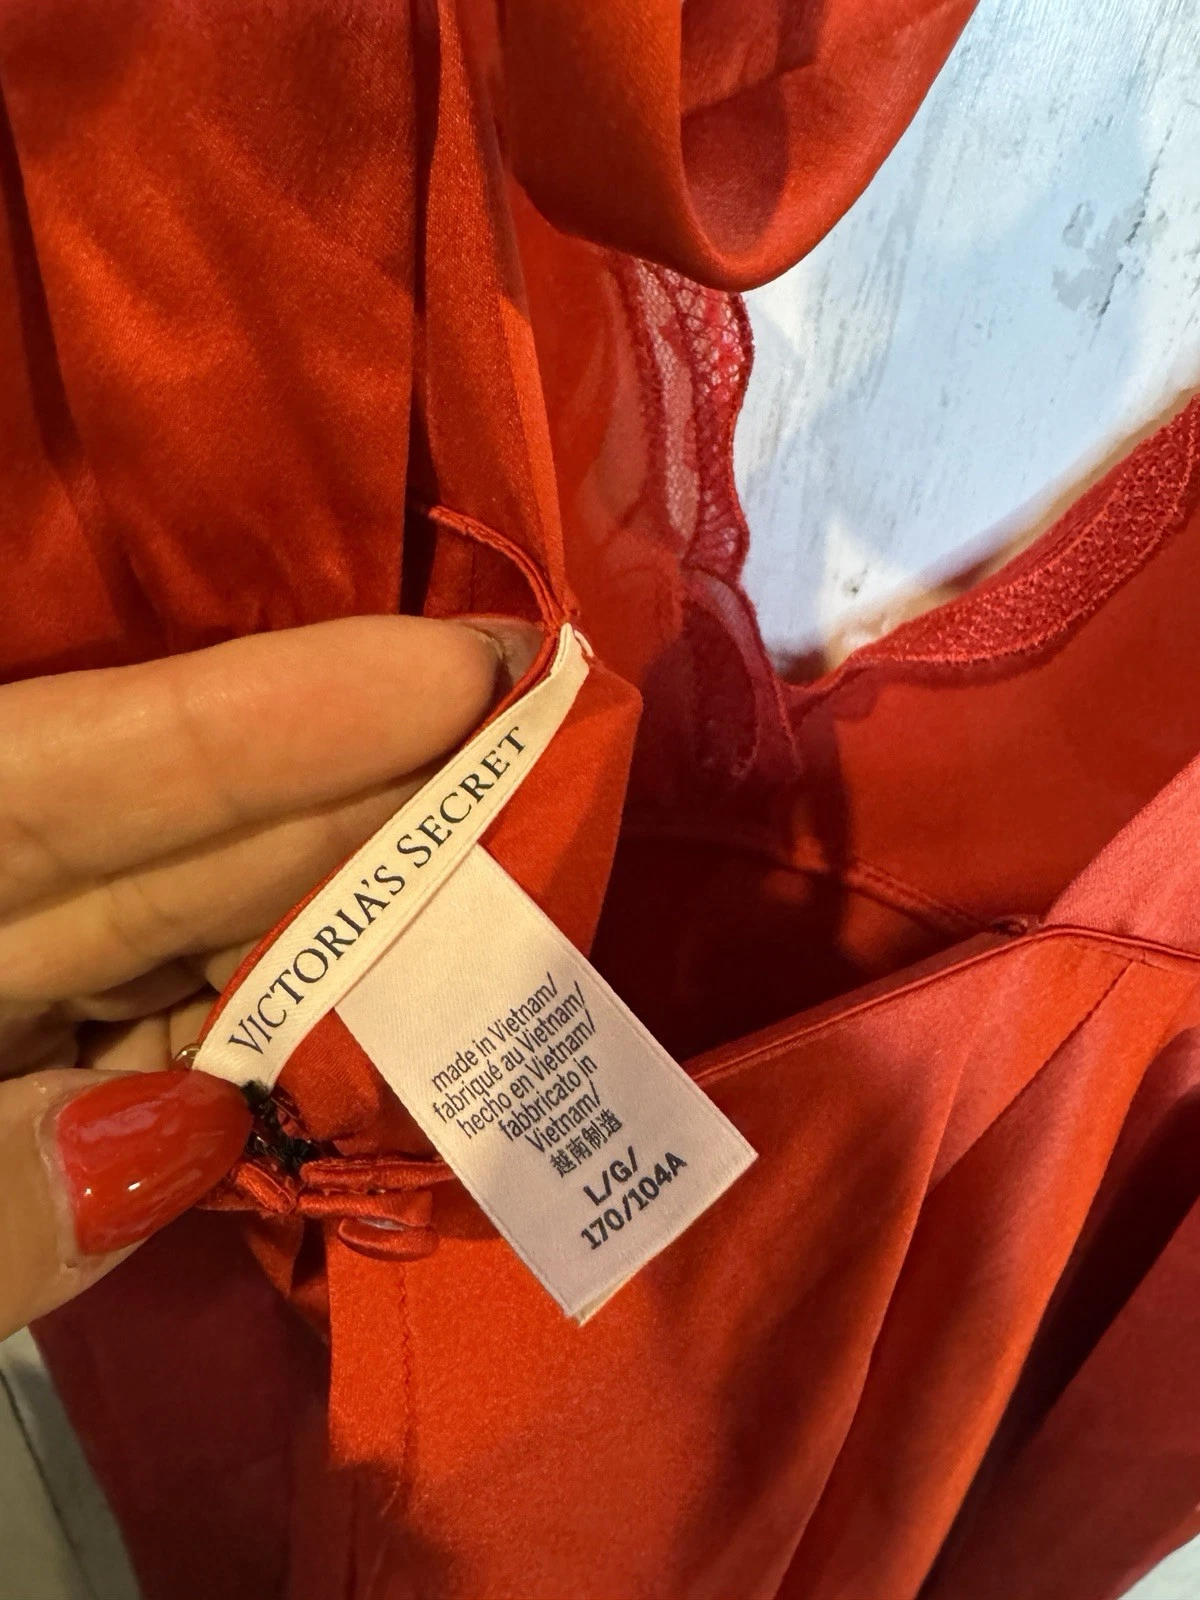 VICTORIA'S SECRET
made in Vietnam/
fabriqué au Vietnam/
hecho en Vietnam/
fabbricato in
Vietnam/
越南制造
L/G/
170/104A